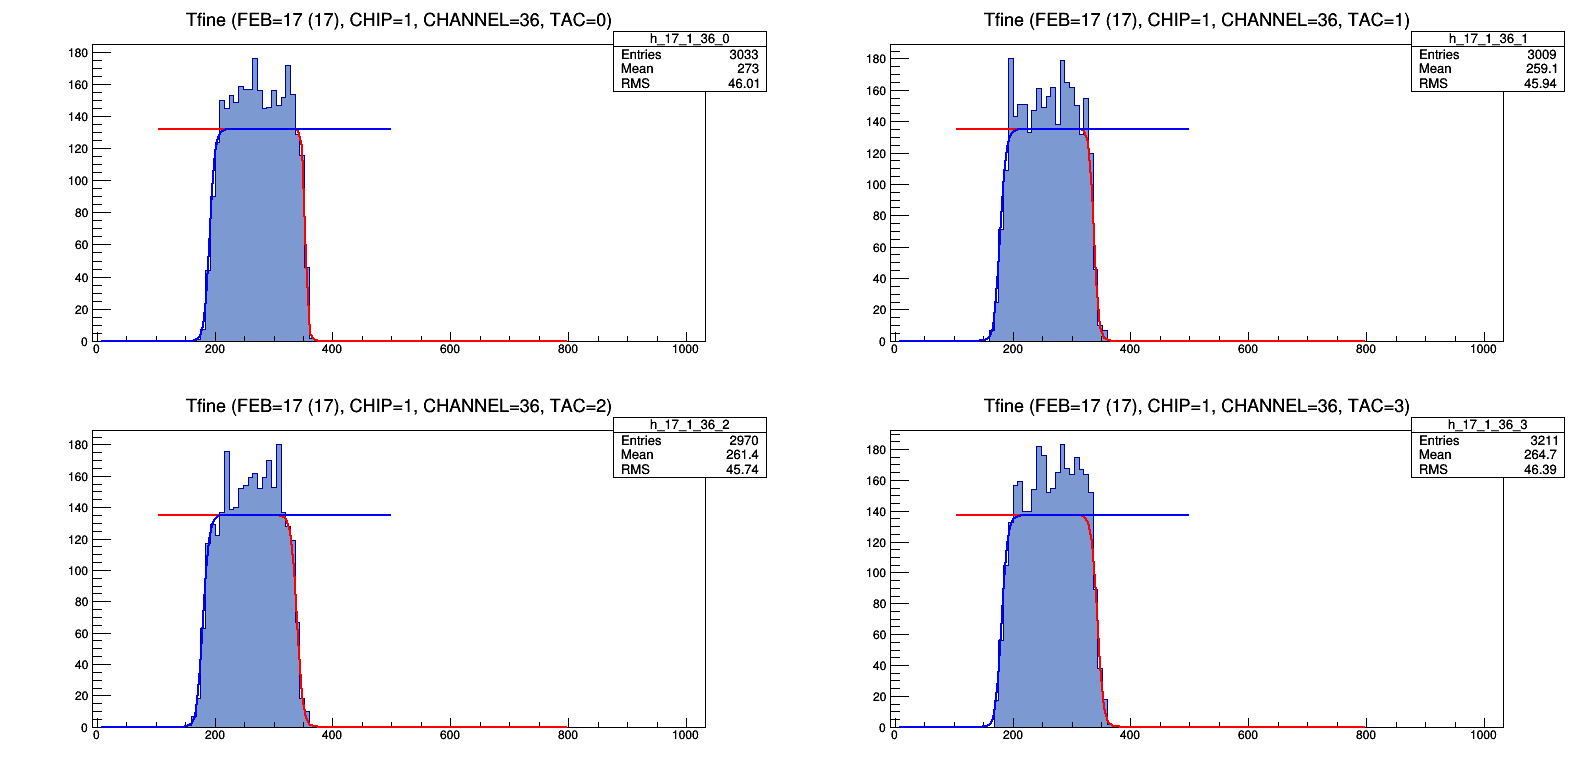 Tfine (FEB=17 (17), CHIP=1, CHANNEL=36, TAC=0)
h_17_1_36_0
Entries 3033
Mean 273
RMS 46.01
180
160
140
120
100
80
60
40
20
0
0 200 400 600 800 1000
Tfine (FEB=17 (17), CHIP=1, CHANNEL=36, TAC=1)
h_17_1_36_1
Entries 3009
Mean 259.1
RMS 45.94
180
160
140
120
100
80
60
40
20
0
0 200 400 600 800 1000
Tfine (FEB=17 (17), CHIP=1, CHANNEL=36, TAC=2)
h_17_1_36_2
Entries 2970
Mean 261.4
RMS 45.74
180
160
140
120
100
80
60
40
20
0
0 200 400 600 800 1000
Tfine (FEB=17 (17), CHIP=1, CHANNEL=36, TAC=3)
h_17_1_36_3
Entries 3211
Mean 264.7
RMS 46.39
180
160
140
120
100
80
60
40
20
0
0 200 400 600 800 1000